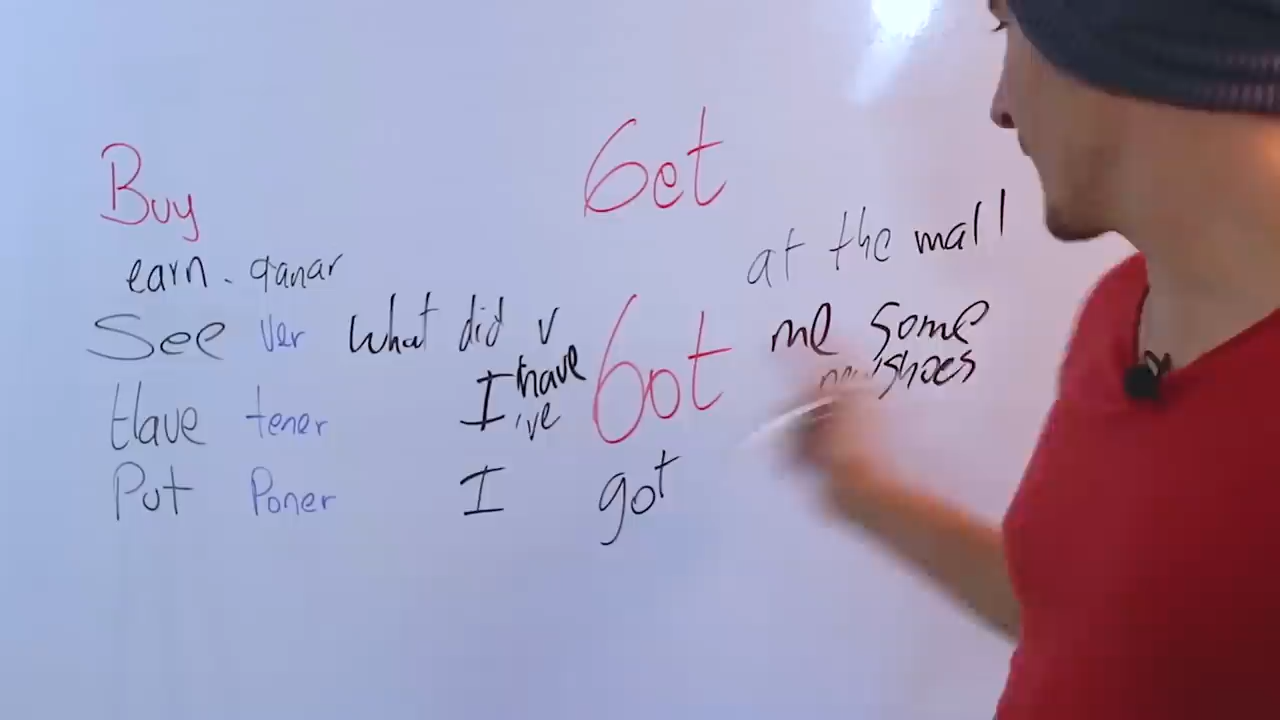 Buy
Get
earn - ganar
at the mall
See ver What did v Got me some
I have
've
shoes
Have tener
Put Poner I got